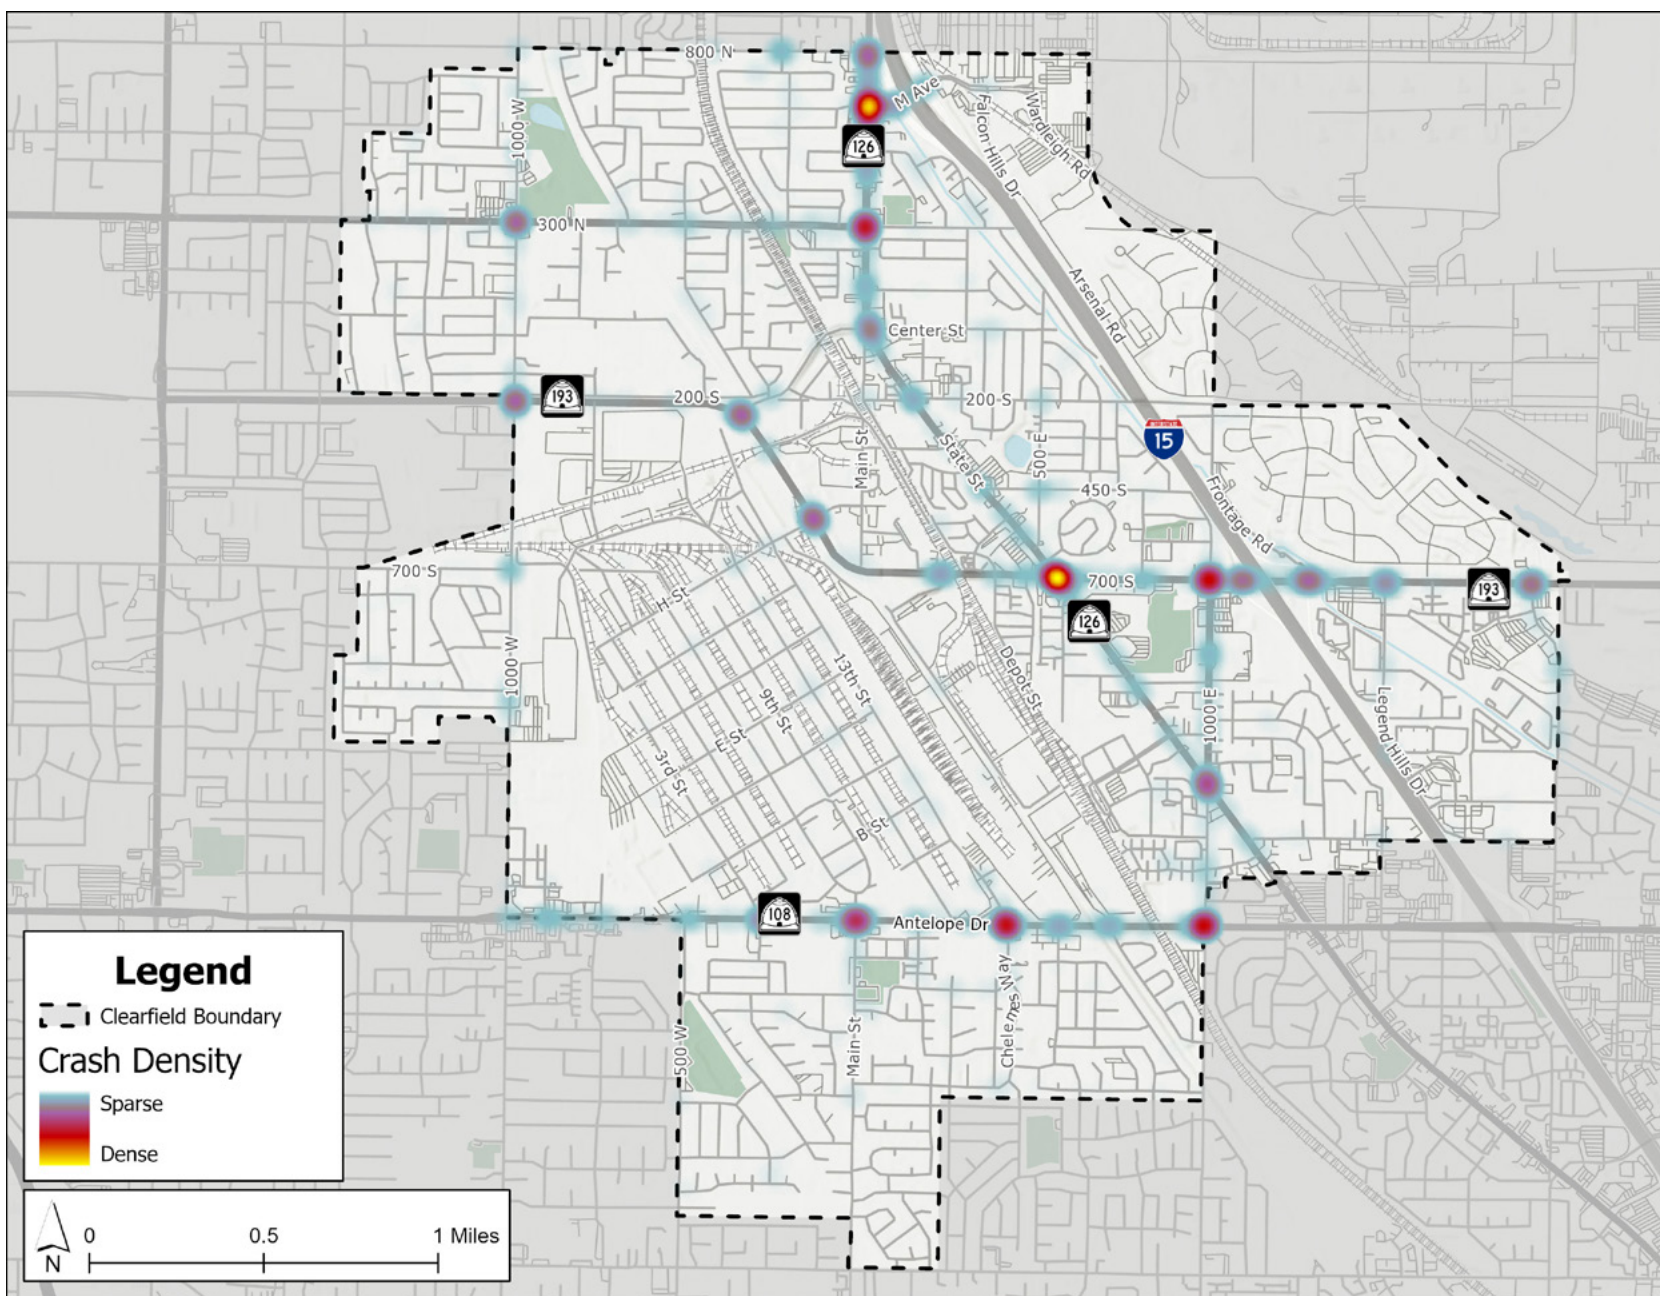 800 N
M Ave
Falcon Hills Dr
Wardleigh Rd
1000 W
126
300 N
Arsenal Rd
Center St
193
200 S
200 S
15
Main St
State St
500 E
450 S
Frontage Rd
700 S
700 S
193
H St
126
1000 W
13th St
Depot St
9th St
E St
3rd St
1000 E
Legend Hills Dr
B St
108
Antelope Dr
Chelemes Way
Main St
500 W
Legend
Clearfield Boundary
Crash Density
Sparse
Dense
N
0 0.5 1 Miles